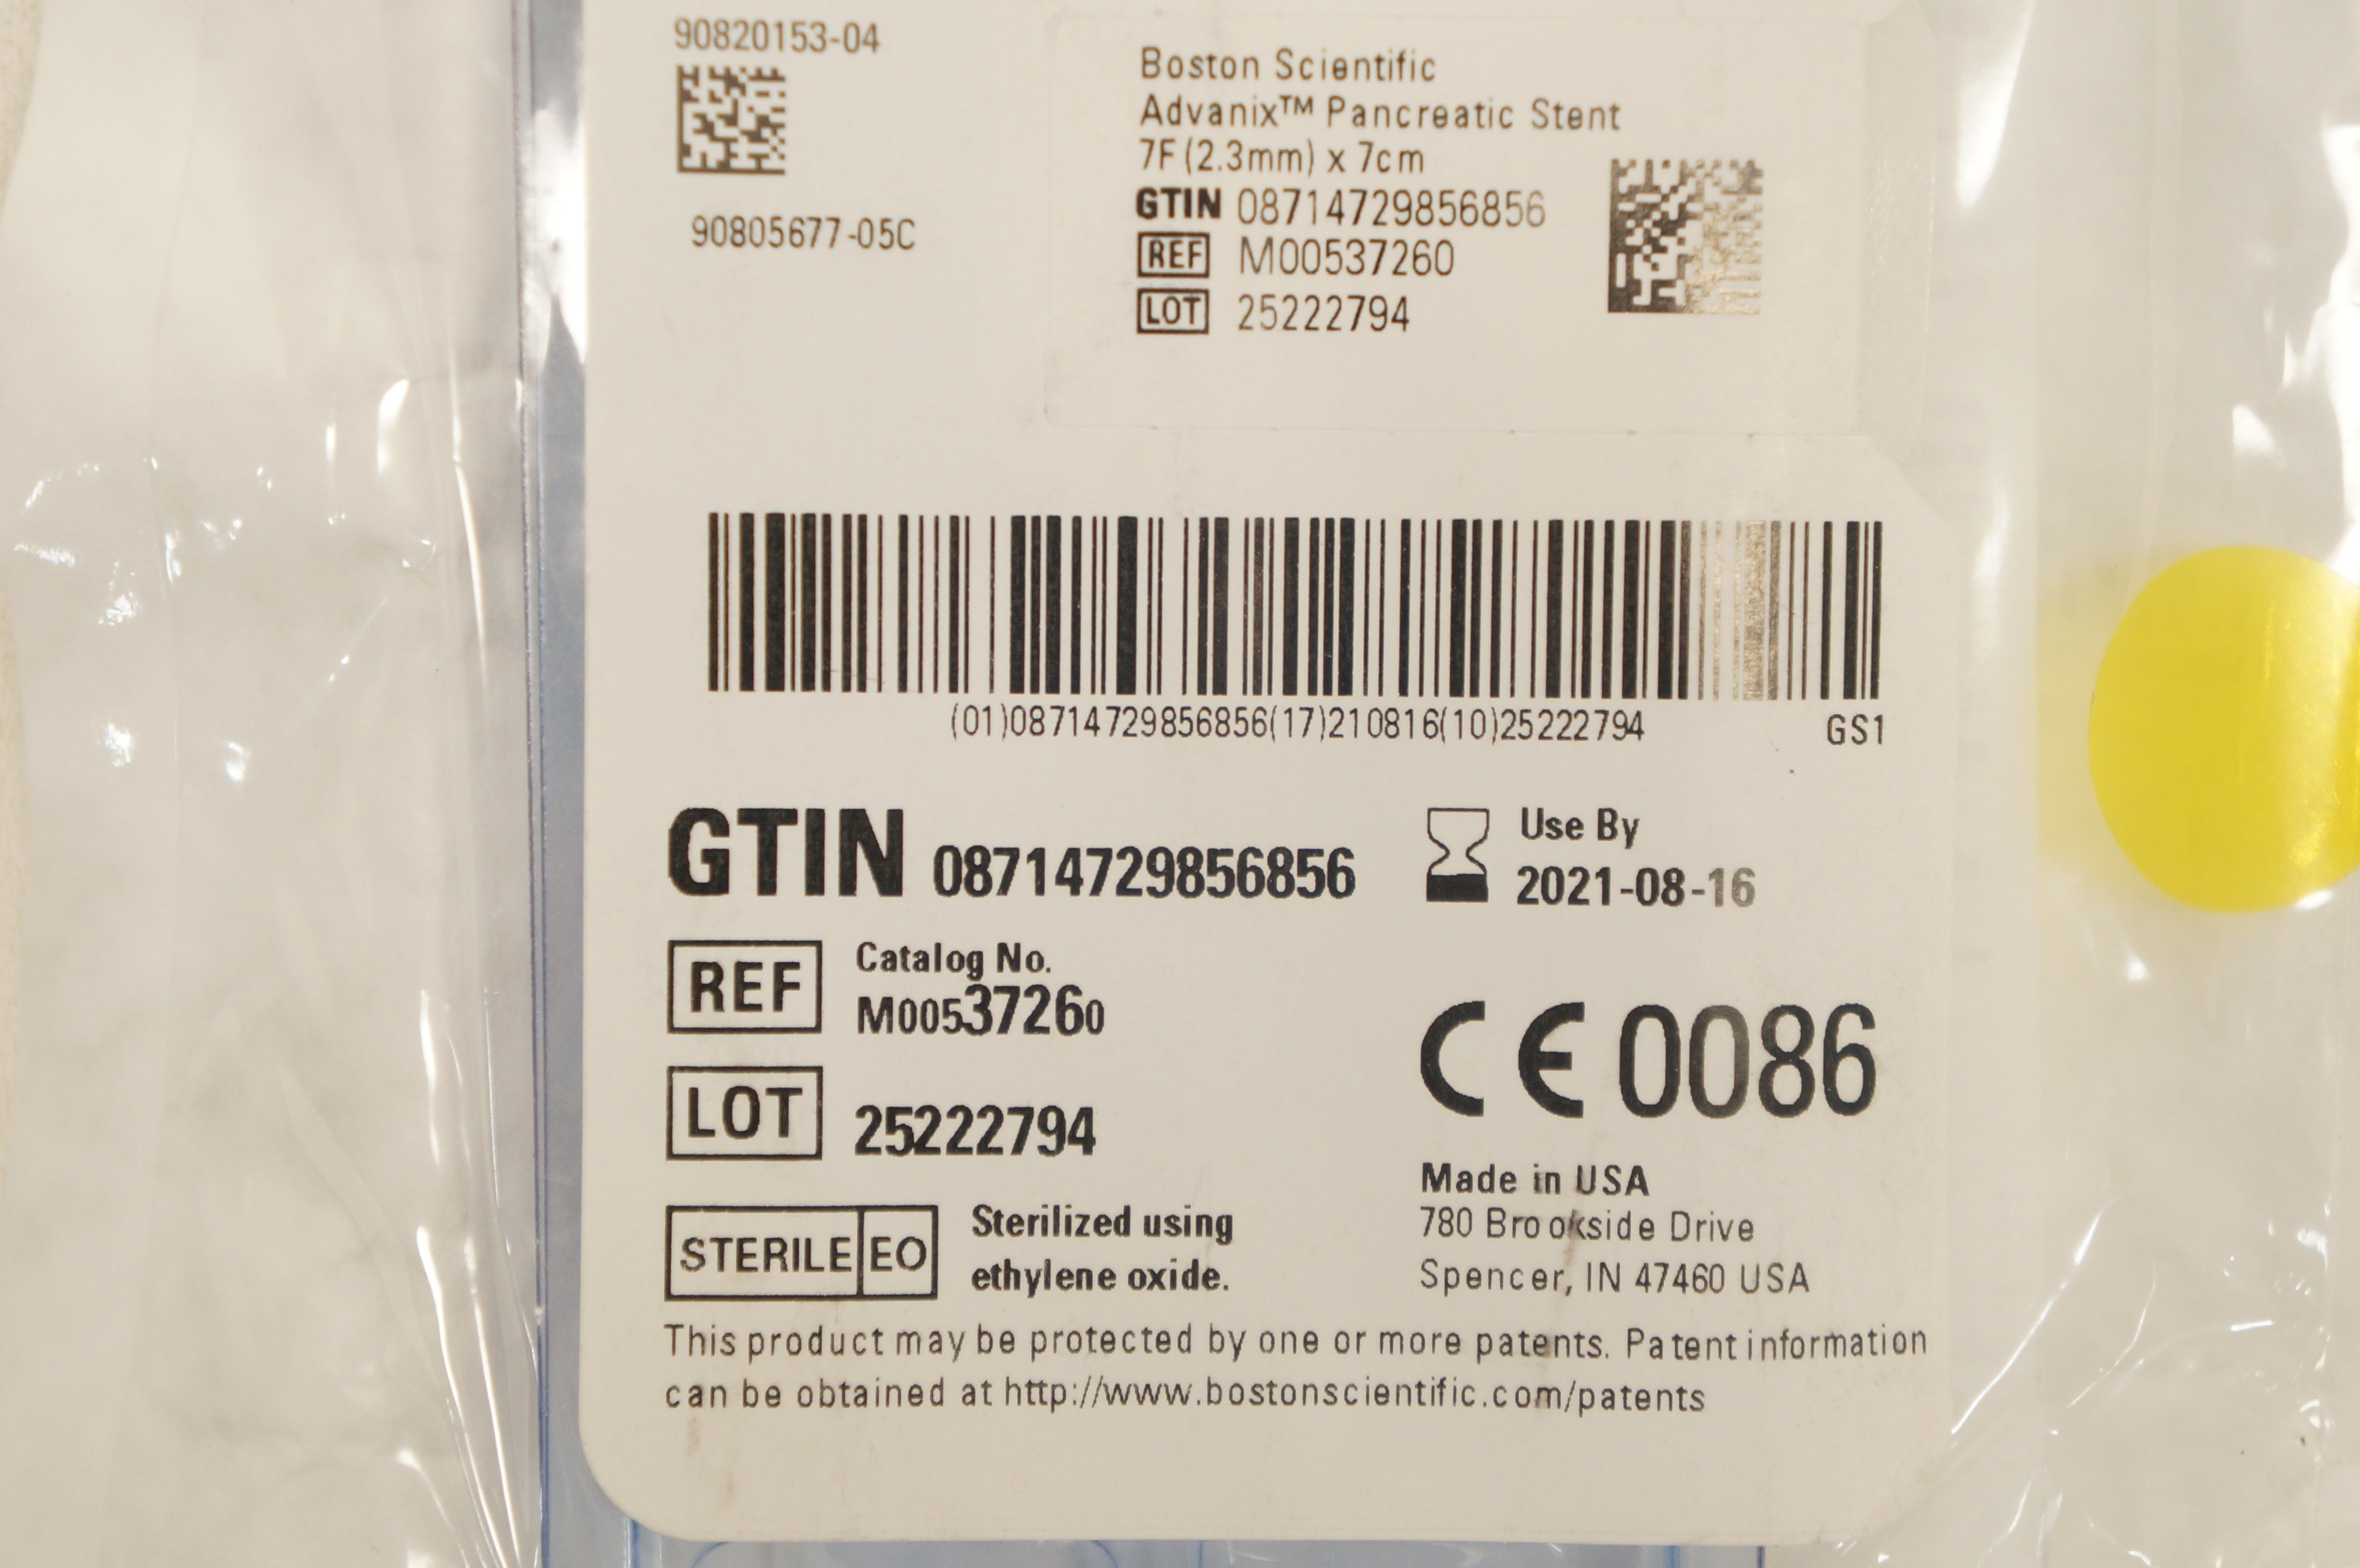 90820153-04
90805677-05C
Boston Scientific
Advanix™ Pancreatic Stent
7F (2.3mm) x 7cm
GTIN 08714729856856
REF M00537260
LOT 25222794
(01)08714729856856(17)210816(10)25222794
GS1
GTIN 08714729856856
Use By
2021-08-16
REF Catalog No.
M00537260
LOT 25222794
CE 0086
STERILE EO Sterilized using
ethylene oxide.
Made in USA
780 Brookside Drive
Spencer, IN 47460 USA
This product may be protected by one or more patents. Patent information
can be obtained at http://www.bostonscientific.com/patents